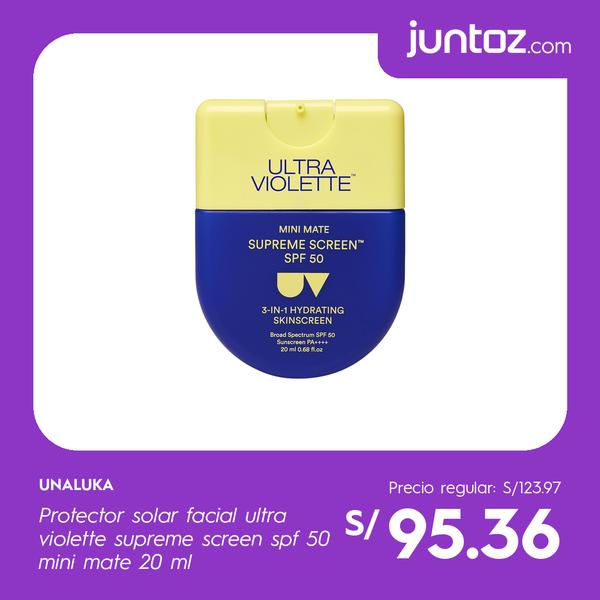 juntoz.com
ULTRA
VIOLETTE™
MINI MATE
SUPREME SCREEN™
SPF 50
UV
3-IN-1 HYDRATING
SKINSCREEN
Broad Spectrum SPF 50
Sunscreen PA++++
20 ml 0.68 fl.oz
UNALUKA
Protector solar facial ultra
violette supreme screen spf 50
mini mate 20 ml
Precio regular: S/123.97
S/ 95.36